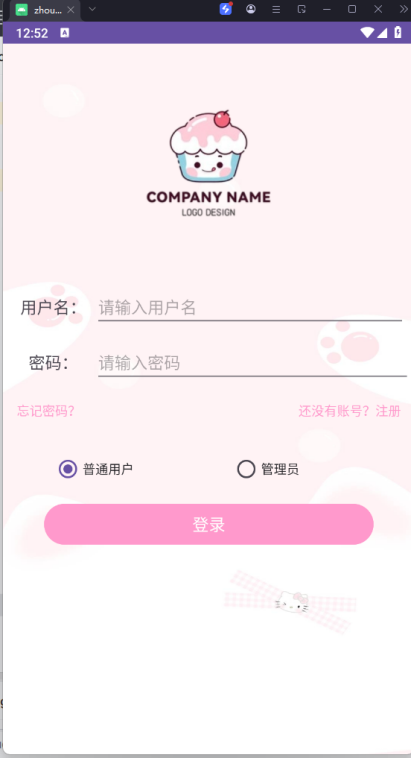 zhou...
12:52
COMPANY NAME
LOGO DESIGN
用户名： 请输入用户名
密码： 请输入密码
忘记密码? 还没有账号? 注册
普通用户 管理员
登录